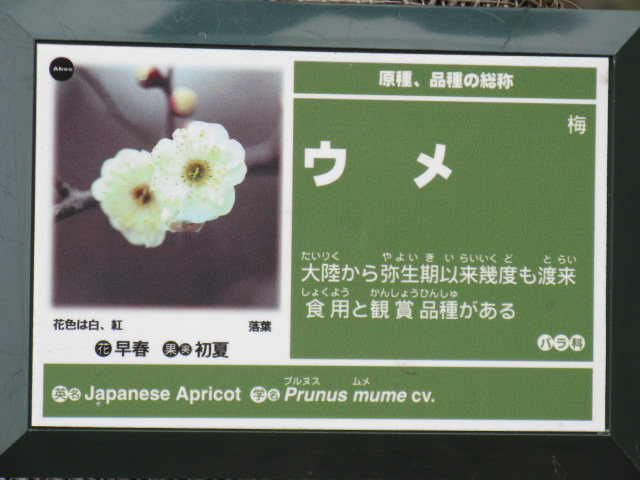 Aboc
原種、品種の総称
梅
ウメ
たいりく やよいき いらいいくど とらい
大陸から弥生期以来幾度も渡来
しょくよう かんしょうひんしゅ
食用と観賞品種がある
バラ科
花色は白、紅 落葉
花 早春 果実 初夏
プルヌス ムメ
英名 Japanese Apricot 学名 Prunus mume cv.